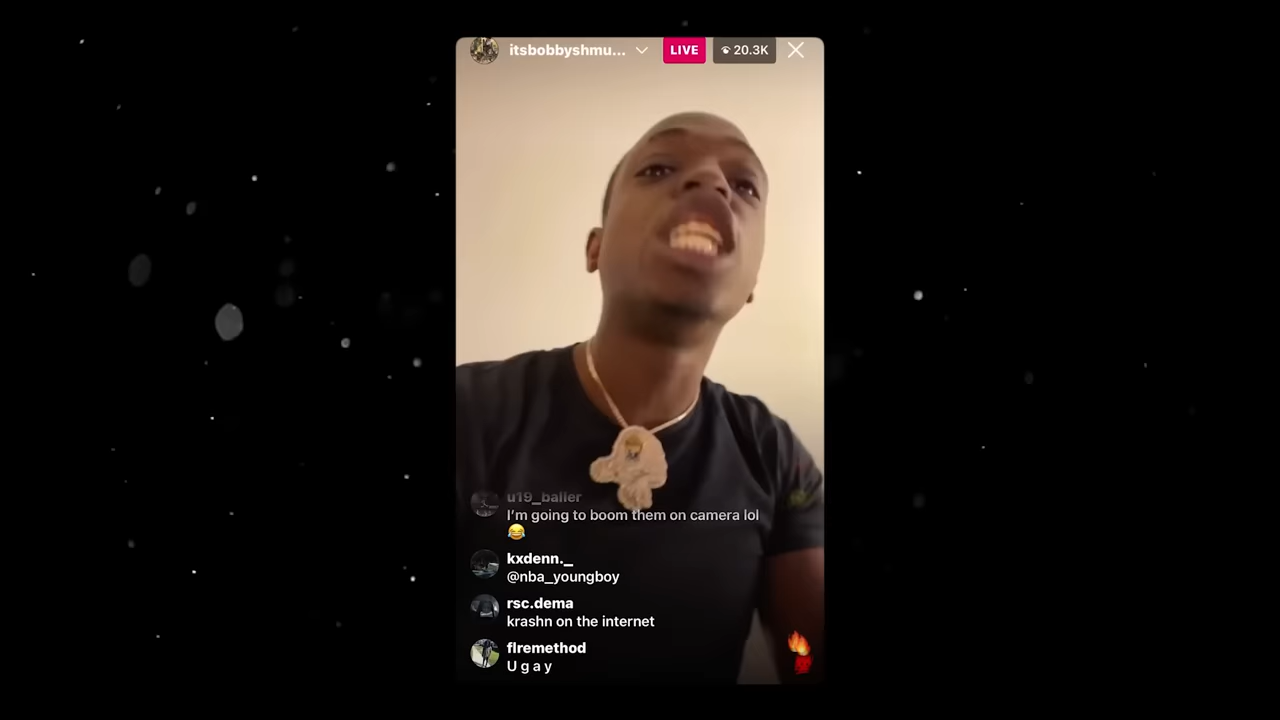 itsbobbyshmu...
LIVE
20.3K
u19_baller
I'm going to boom them on camera lol
😂
kxdenn._
@nba_youngboy
rsc.dema
krashn on the internet
flremethod
U g a y